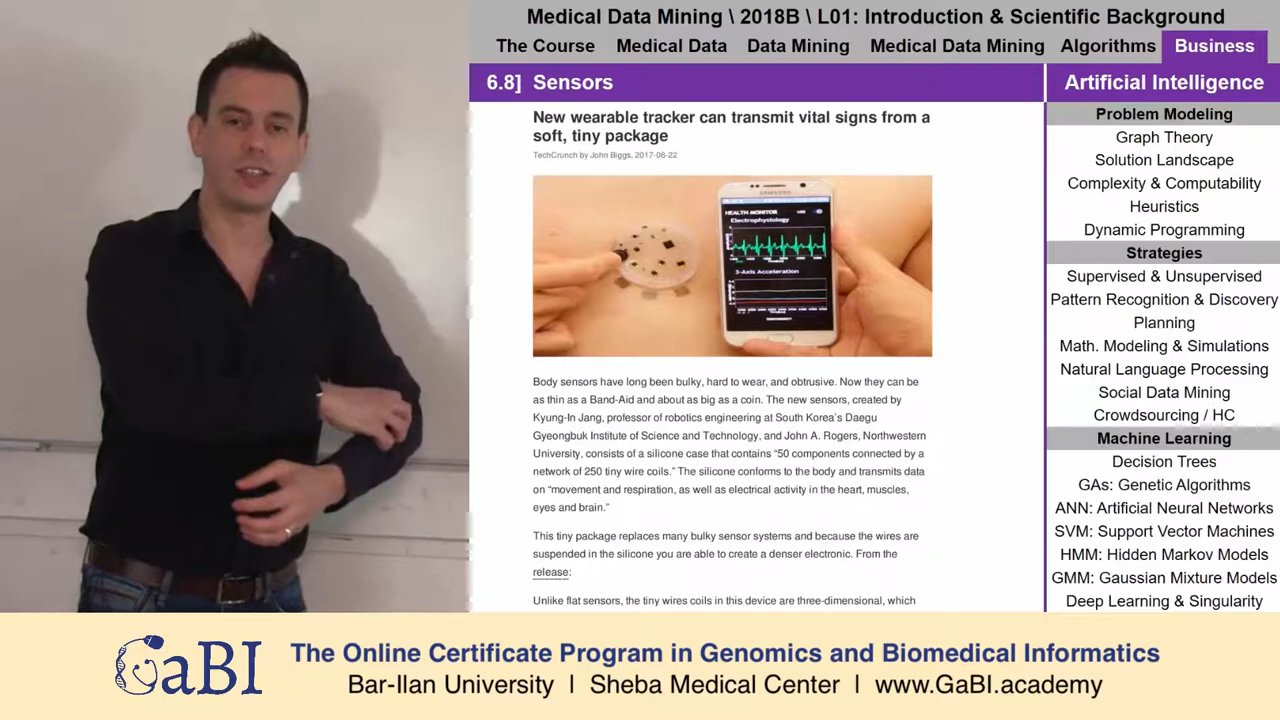 Medical Data Mining \ 2018B \ L01: Introduction & Scientific Background
The Course Medical Data Data Mining Medical Data Mining Algorithms Business
6.8] Sensors
New wearable tracker can transmit vital signs from a
soft, tiny package
TechCrunch by John Biggs, 2017-08-22
SAMSUNG
HEALTH MONITOR
Electrophysiology
3-Axis Acceleration
Body sensors have long been bulky, hard to wear, and obtrusive. Now they can be
as thin as a Band-Aid and about as big as a coin. The new sensors, created by
Kyung-In Jang, professor of robotics engineering at South Korea's Daegu
Gyeongbuk Institute of Science and Technology, and John A. Rogers, Northwestern
University, consists of a silicone case that contains “50 components connected by a
network of 250 tiny wire coils.” The silicone conforms to the body and transmits data
on “movement and respiration, as well as electrical activity in the heart, muscles,
eyes and brain.”
This tiny package replaces many bulky sensor systems and because the wires are
suspended in the silicone you are able to create a denser electronic. From the
release:
Unlike flat sensors, the tiny wires coils in this device are three-dimensional, which
Artificial Intelligence
Problem Modeling
Graph Theory
Solution Landscape
Complexity & Computability
Heuristics
Dynamic Programming
Strategies
Supervised & Unsupervised
Pattern Recognition & Discovery
Planning
Math. Modeling & Simulations
Natural Language Processing
Social Data Mining
Crowdsourcing / HC
Machine Learning
Decision Trees
GAs: Genetic Algorithms
ANN: Artificial Neural Networks
SVM: Support Vector Machines
HMM: Hidden Markov Models
GMM: Gaussian Mixture Models
Deep Learning & Singularity
GaBI
The Online Certificate Program in Genomics and Biomedical Informatics
Bar-Ilan University | Sheba Medical Center | www.GaBI.academy